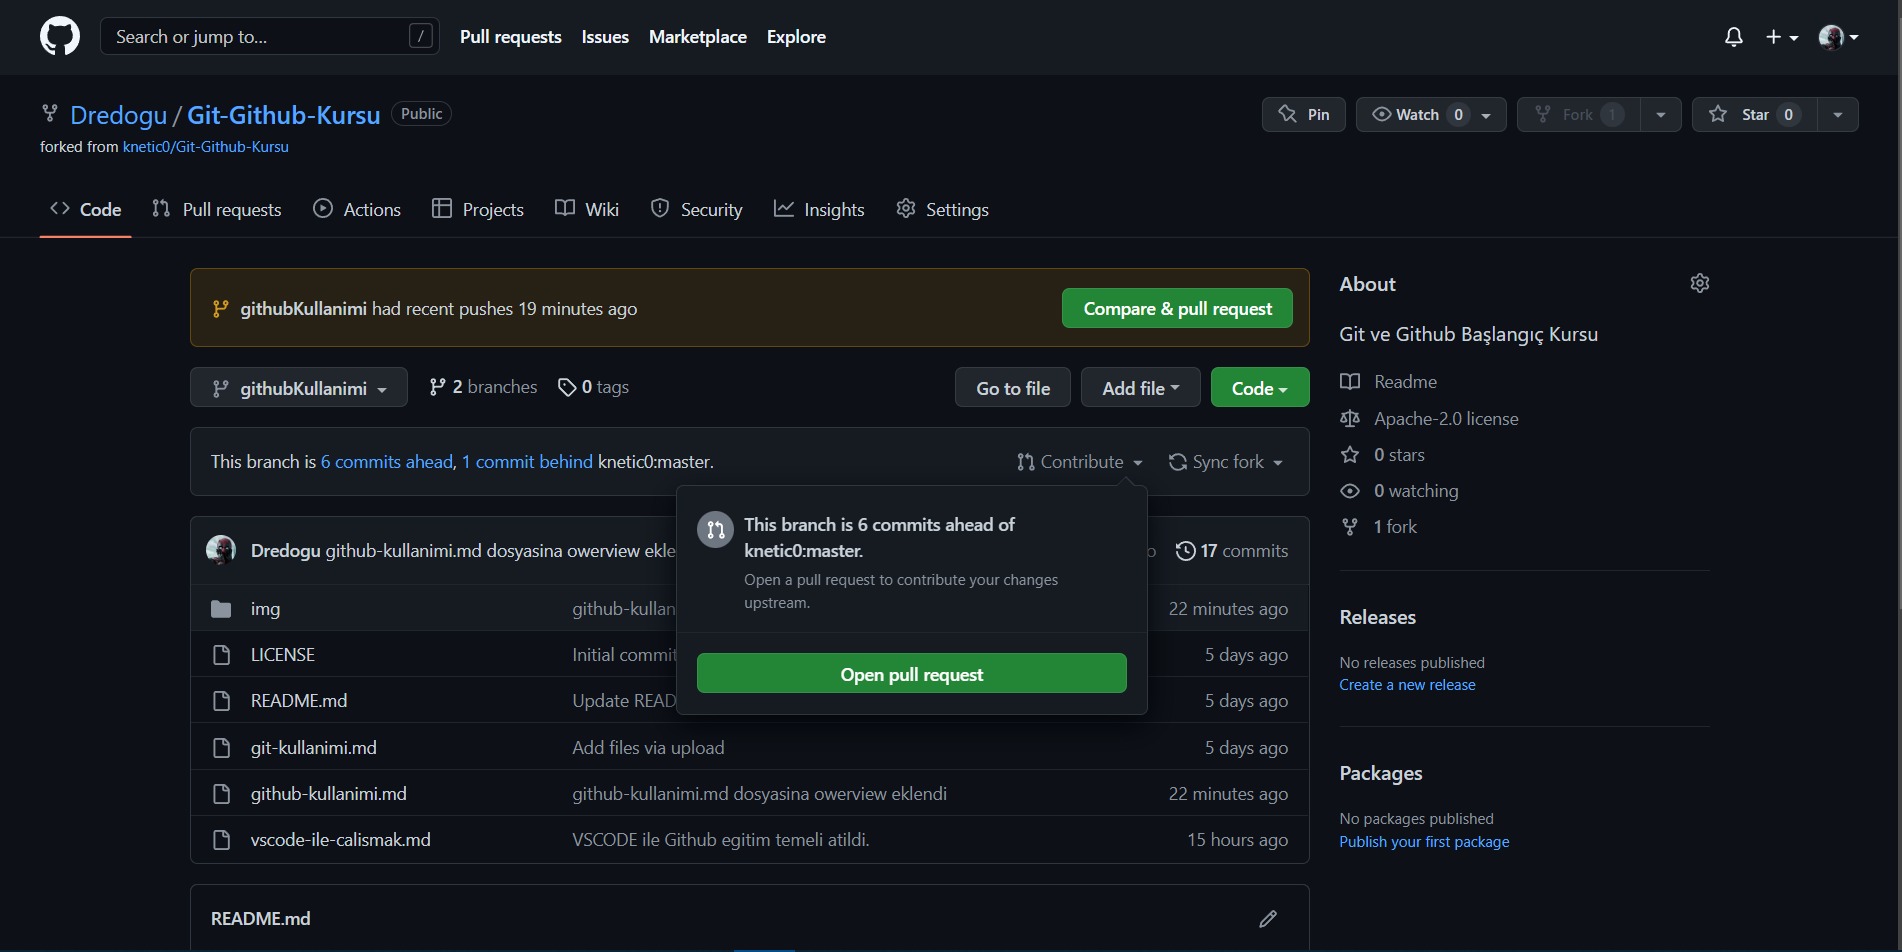 Search or jump to... /
Pull requests Issues Marketplace Explore
Dredogu / Git-Github-Kursu Public
forked from knetic0/Git-Github-Kursu
Pin Watch 0 Fork 1 Star 0
Code Pull requests Actions Projects Wiki Security Insights Settings
githubKullanimi had recent pushes 19 minutes ago
Compare & pull request
githubKullanimi 2 branches 0 tags
Go to file Add file Code
This branch is 6 commits ahead, 1 commit behind knetic0:master.
Contribute Sync fork
This branch is 6 commits ahead of
knetic0:master.
Open a pull request to contribute your changes
upstream.
Open pull request
Dredogu github-kullanimi.md dosyasina owerview ekle
17 commits
img github-kullan 22 minutes ago
LICENSE Initial commit 5 days ago
README.md Update READ 5 days ago
git-kullanimi.md Add files via upload 5 days ago
github-kullanimi.md github-kullanimi.md dosyasina owerview eklendi 22 minutes ago
vscode-ile-calismak.md VSCODE ile Github egitim temeli atildi. 15 hours ago
README.md
About
Git ve Github Başlangıç Kursu
Readme
Apache-2.0 license
0 stars
0 watching
1 fork
Releases
No releases published
Create a new release
Packages
No packages published
Publish your first package